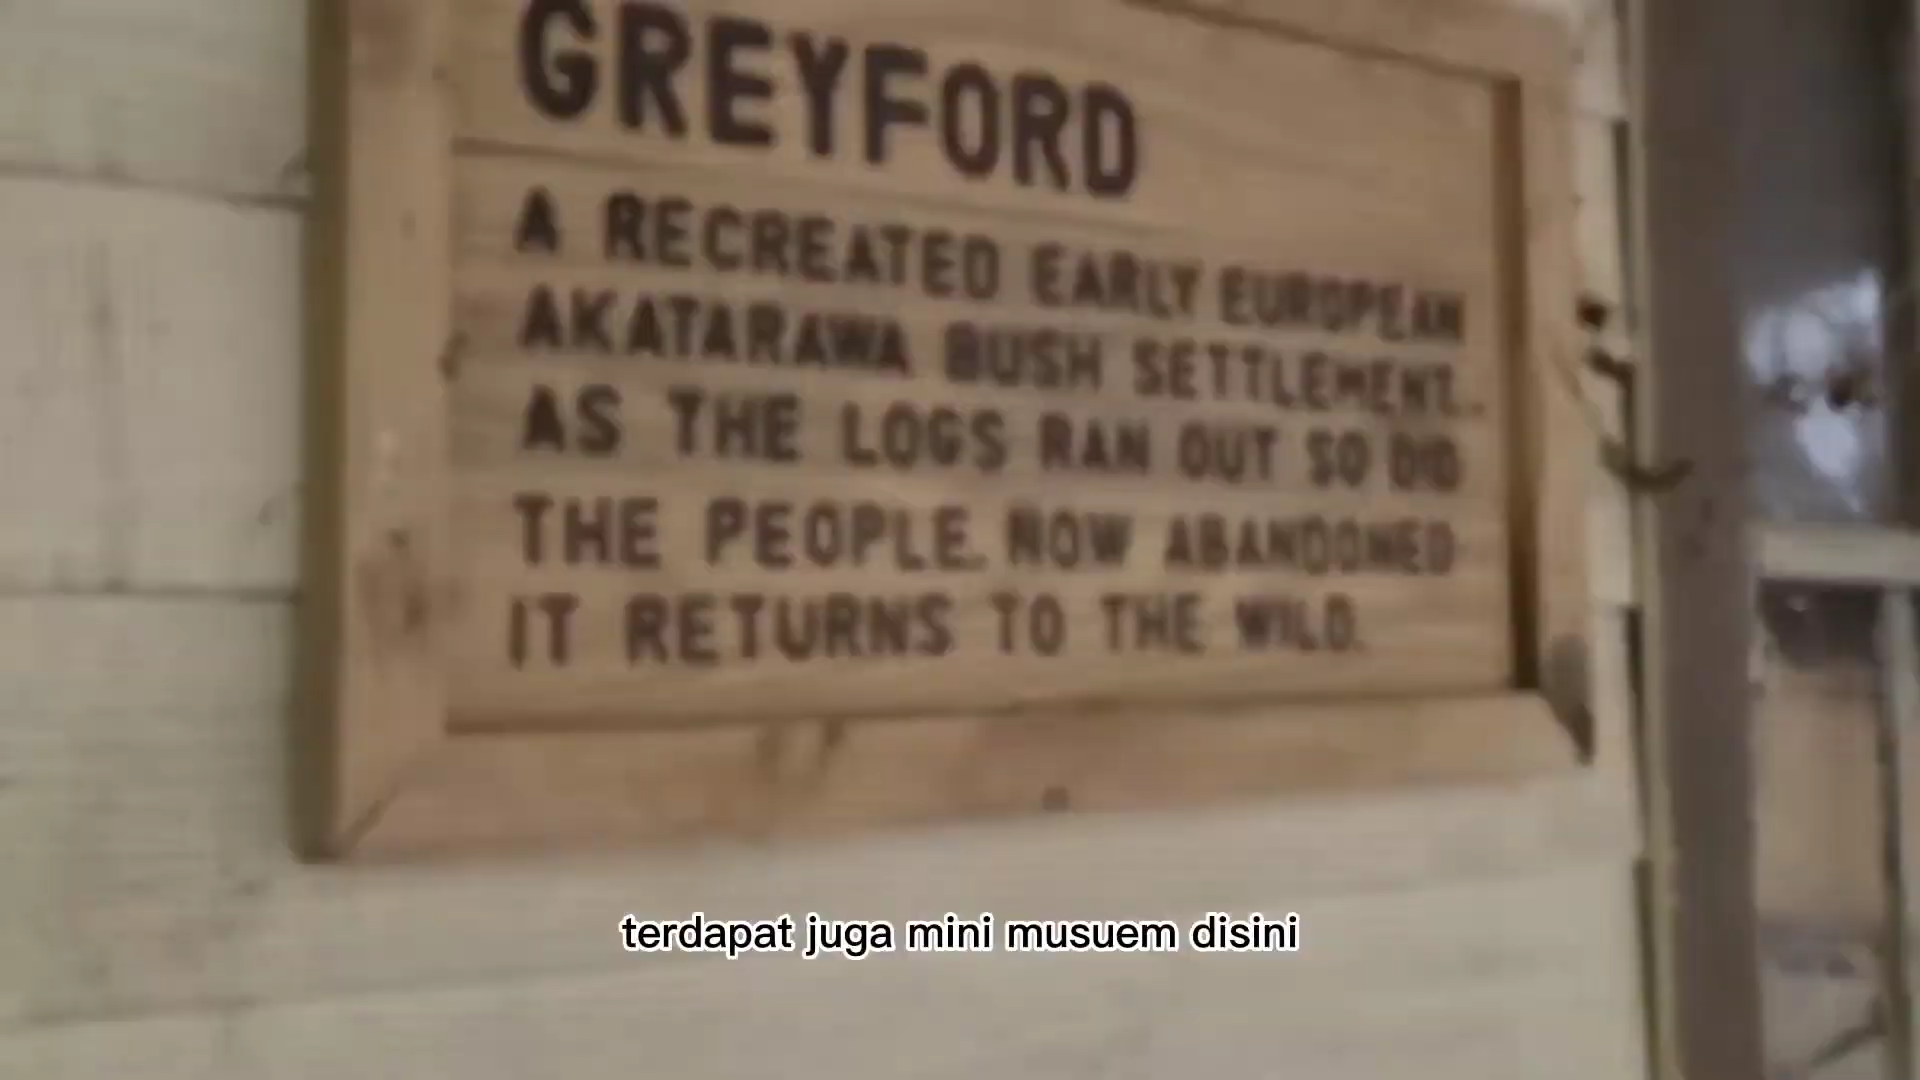 GREYFORD
A RECREATED EARLY EUROPEAN
AKATARAWA BUSH SETTLEMENT.
AS THE LOGS RAN OUT SO DID
THE PEOPLE. NOW ABANDONED
IT RETURNS TO THE WILD.
terdapat juga mini musuem disini